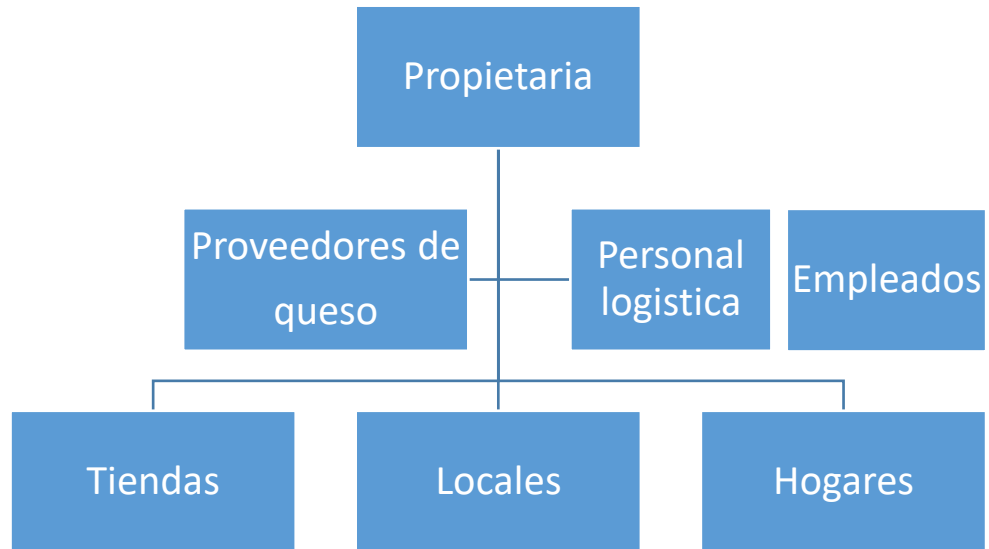 Propietaria
Proveedores de
queso
Personal
logistica
Empleados
Tiendas
Locales
Hogares